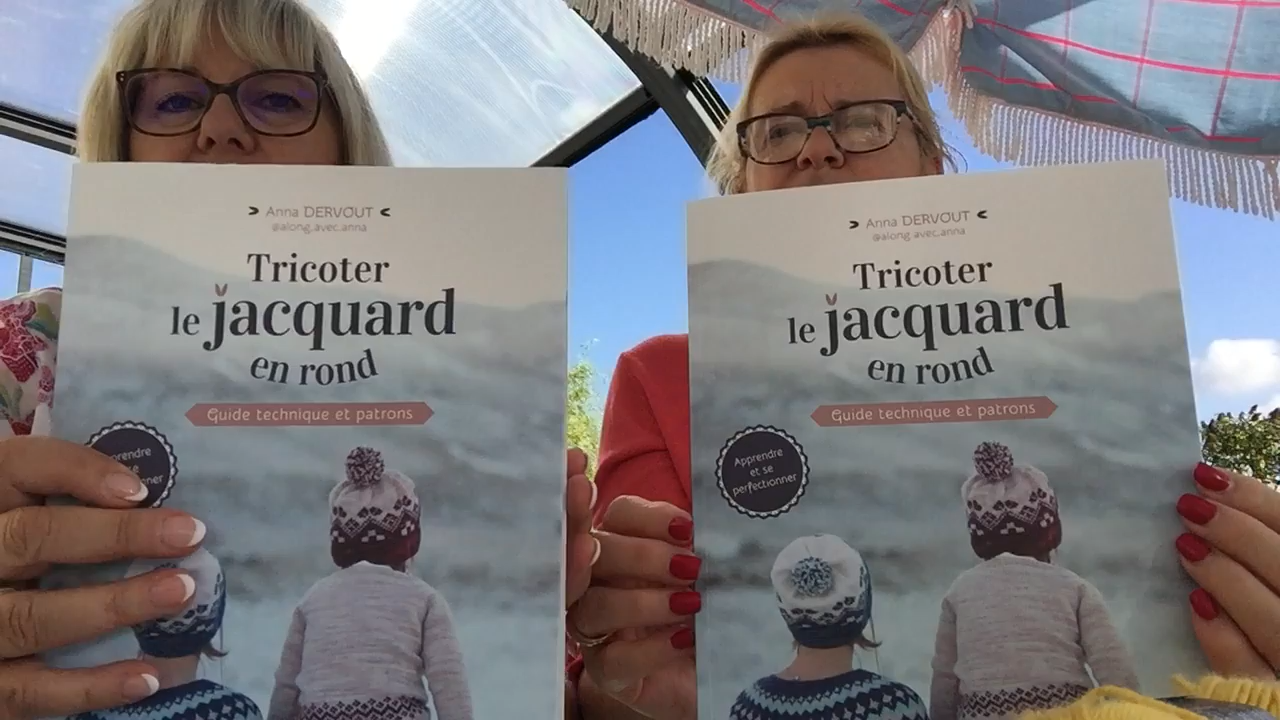 Anna DERVOUT
@along.avec.anna
Tricoter
le jacquard
en rond
Guide technique et patrons
Anna DERVOUT
@along.avec.anna
Tricoter
le jacquard
en rond
Guide technique et patrons
Apprendre
et se
perfectionner